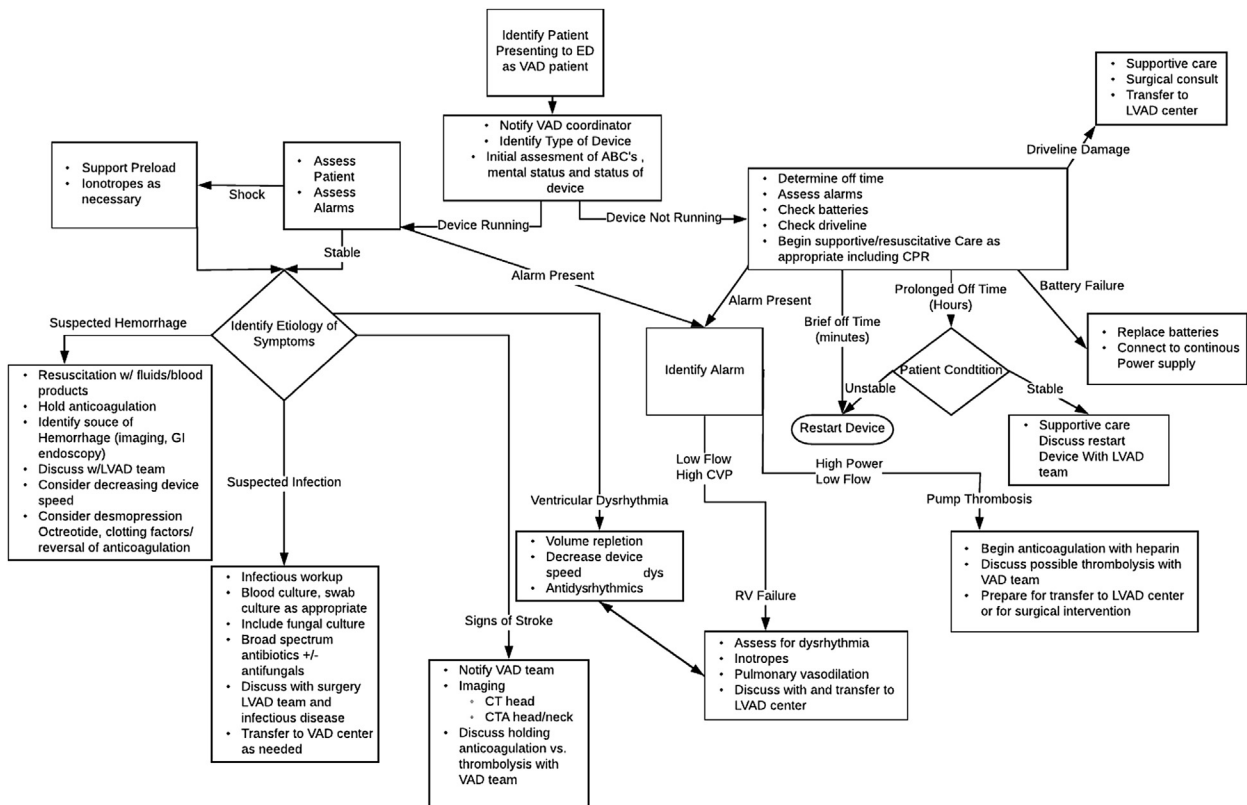 Identify Patient
Presenting to ED
as VAD patient
Notify VAD coordinator
Identify Type of Device
Initial assesment of ABC's ,
mental status and status of
device
Supportive care
Surgical consult
Transfer to
LVAD center
Driveline Damage
Support Preload
Ionotropes as
necessary
Shock
Assess
Patient
Assess
Alarms
Device Running
Device Not Running
Determine off time
Assess alarms
Check batteries
Check driveline
Begin supportive/resuscitative Care as
appropriate including CPR
Stable
Alarm Present
Alarm Present
Brief off Time
(minutes)
Prolonged Off Time
(Hours)
Battery Failure
Replace batteries
Connect to continous
Power supply
Suspected Hemorrhage
Identify Etiology of
Symptoms
Identify Alarm
Patient Condtition
Unstable
Stable
Restart Device
Supportive care
Discuss restart
Device With LVAD
team
Resuscitation w/ fluids/blood
products
Hold anticoagulation
Identify souce of
Hemorrhage (imaging, GI
endoscopy)
Discuss w/LVAD team
Consider decreasing device
speed
Consider desmopression
Octreotide, clotting factors/
reversal of anticoagulation
Suspected Infection
Low Flow
High CVP
High Power
Low Flow
Ventricular Dysrhythmia
Pump Thrombosis
Volume repletion
Decrease device
speed dys
Antidysrhythmics
Begin anticoagulation with heparin
Discuss possible thrombolysis with
VAD team
Prepare for transfer to LVAD center
or for surgical intervention
Infectious workup
Blood culture, swab
culture as appropriate
Include fungal culture
Broad spectrum
antibiotics +/-
antifungals
Discuss with surgery
LVAD team and
infectious disease
Transfer to VAD center
as needed
Signs of Stroke
RV Failure
Notify VAD team
Imaging
CT head
CTA head/neck
Discuss holding
anticoagulation vs.
thrombolysis with
VAD team
Assess for dysrhythmia
Inotropes
Pulmonary vasodilation
Discuss with and transfer to
LVAD center